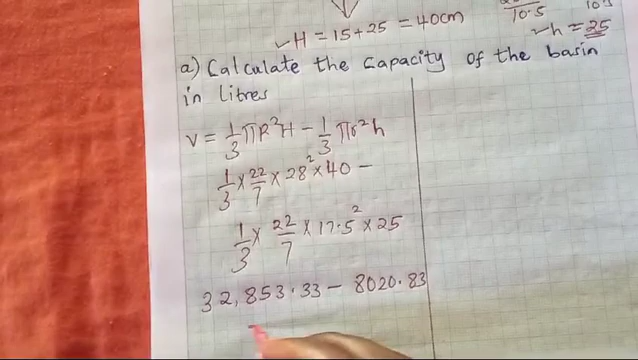 10.5
H = 15+25 = 40cm
h = 25
a) Calculate the capacity of the basin
in litres
V = 1/3 πR²H − 1/3 πr²h
1/3 × 22/7 × 28² × 40 −
1/3 × 22/7 × 17.5² × 25
32,853.33 − 8020.83